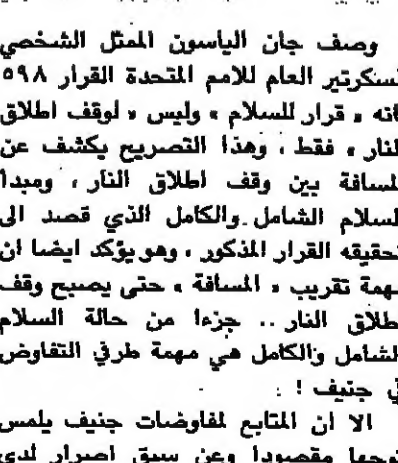 وصف جان الياسون الممثل الشخصي
لسكرتير العام للامم المتحدة القرار ٥٩٨
بانه « قرار للسلام » وليس « لوقف اطلاق
النار » فقط ، وهذا التصريح يكشف عن
المسافة بين وقف اطلاق النار ، ومبدأ
السلام الشامل والكامل الذي قصد الى
تحقيقه القرار المذكور ، وهو يؤكد ايضا ان
مهمة تقريب « المسافة » حتى يصبح وقف
اطلاق النار .. جزءا من حالة السلام
الشامل والكامل هي مهمة طرفي التفاوض
في جنيف !
الا ان المتابع لمفاوضات جنيف يلمس
توجها مقصودا وعن سبق اصرار لدى